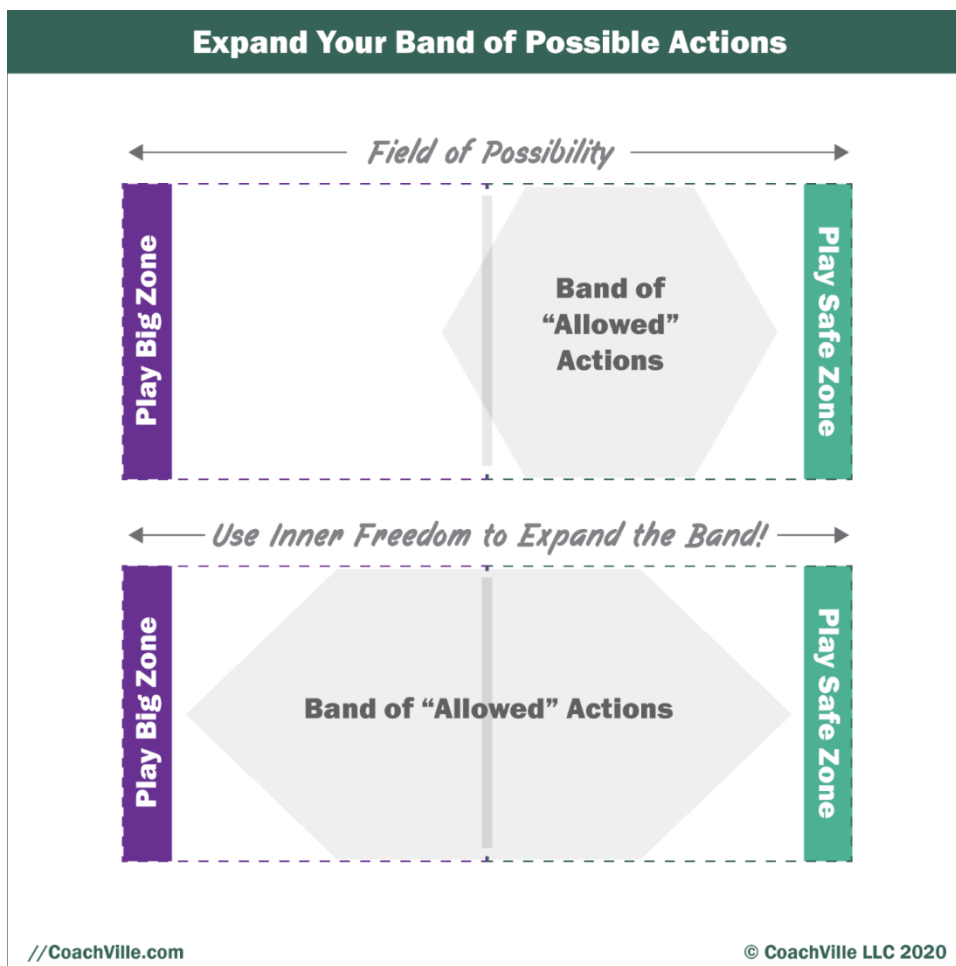 Expand Your Band of Possible Actions
Field of Possibility
Play Big Zone
Band of
“Allowed”
Actions
Play Safe Zone
Use Inner Freedom to Expand the Band!
Play Big Zone
Band of “Allowed” Actions
Play Safe Zone
//CoachVille.com
© CoachVille LLC 2020